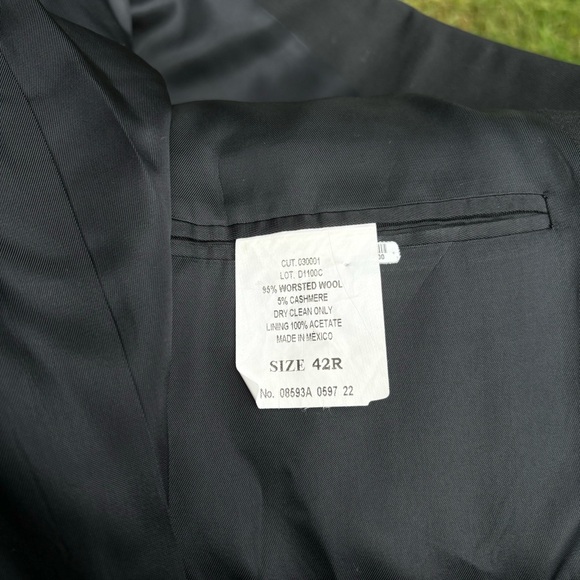 CUT. 030001
LOT. D1100C
95% WORSTED WOOL
5% CASHMERE
DRY CLEAN ONLY
LINING 100% ACETATE
MADE IN MÉXICO
SIZE 42R
No. 08593A 0597 22